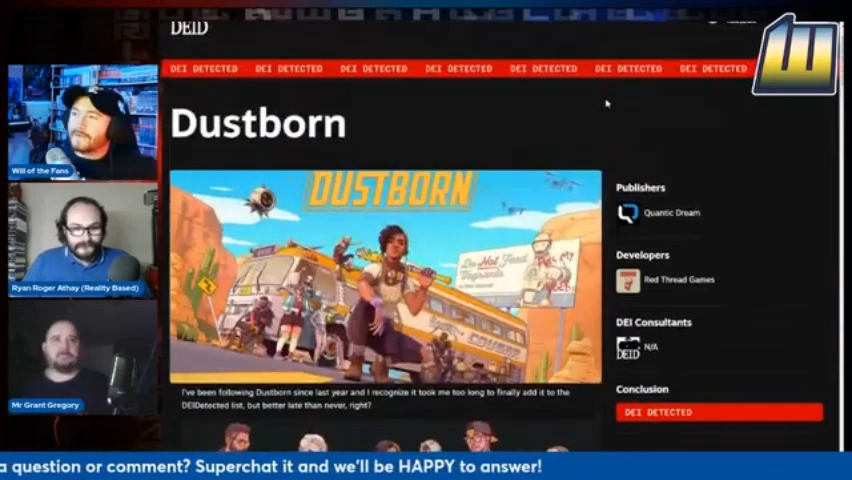 DEID
DEI DETECTED DEI DETECTED DEI DETECTED DEI DETECTED DEI DETECTED DEI DETECTED DEI DETECTED
Dustborn
DUSTBORN
Do Not Feed
Will of the Fans
Ryan Roger Athay (Reality Based)
Mr Grant Gregory
Publishers
Quantic Dream
Developers
Red Thread Games
DEI Consultants
DEID
N/A
Conclusion
DEI DETECTED
I've been following Dustborn since last year and I recognize it took me too long to finally add it to the
DEIDetected list, but better late than never, right?
a question or comment? Superchat it and we'll be HAPPY to answer!